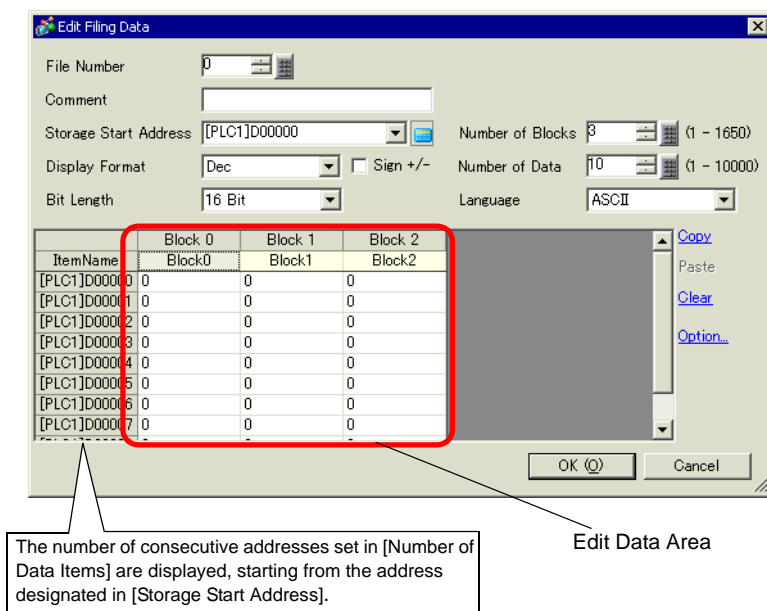 Edit Filing Data
File Number 0
Comment
Storage Start Address [PLC1]D00000 Number of Blocks 3 (1 - 1650)
Display Format Dec Sign +/- Number of Data 10 (1 - 10000)
Bit Length 16 Bit Language ASCII
Block 0 Block 1 Block 2 Copy
ItemName Block0 Block1 Block2 Paste
[PLC1]D00000 0 0 0
[PLC1]D00001 0 0 0 Clear
[PLC1]D00002 0 0 0
[PLC1]D00003 0 0 0 Option...
[PLC1]D00004 0 0 0
[PLC1]D00005 0 0 0
[PLC1]D00006 0 0 0
[PLC1]D00007 0 0 0
OK (O) Cancel
Edit Data Area
The number of consecutive addresses set in [Number of
Data Items] are displayed, starting from the address
designated in [Storage Start Address].